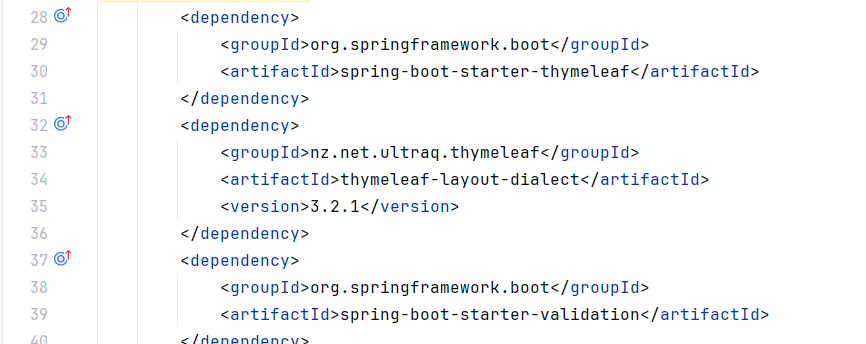 28 <dependency>
29 <groupId>org.springframework.boot</groupId>
30 <artifactId>spring-boot-starter-thymeleaf</artifactId>
31 </dependency>
32 <dependency>
33 <groupId>nz.net.ultraq.thymeleaf</groupId>
34 <artifactId>thymeleaf-layout-dialect</artifactId>
35 <version>3.2.1</version>
36 </dependency>
37 <dependency>
38 <groupId>org.springframework.boot</groupId>
39 <artifactId>spring-boot-starter-validation</artifactId>
40 </dependency>